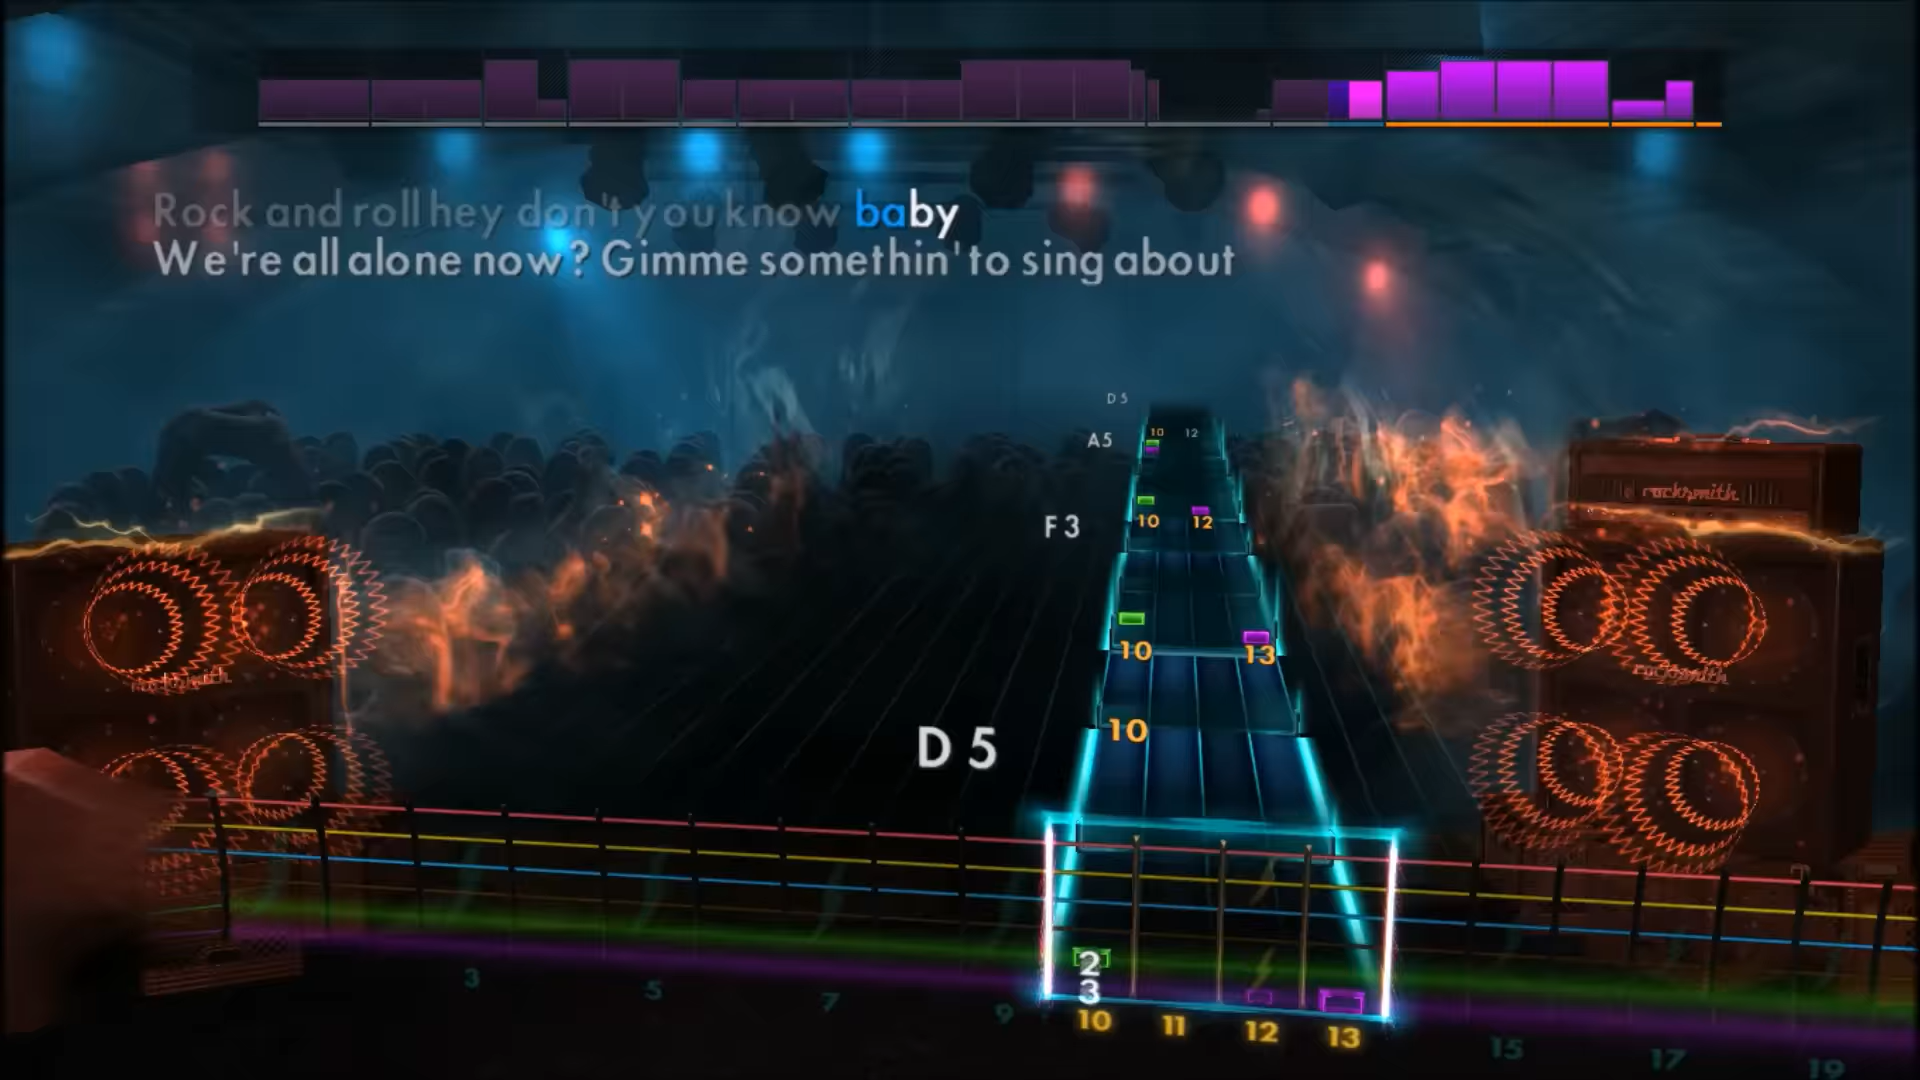 Rock and roll hey don't you know baby
We're all alone now? Gimme somethin' to sing about
D 5
10 12
A 5
rocksmith
10 12
F 3
10 13
rocksmith
10
D 5
2
3
3 5 7 9 10 11 12 13 15 17 19